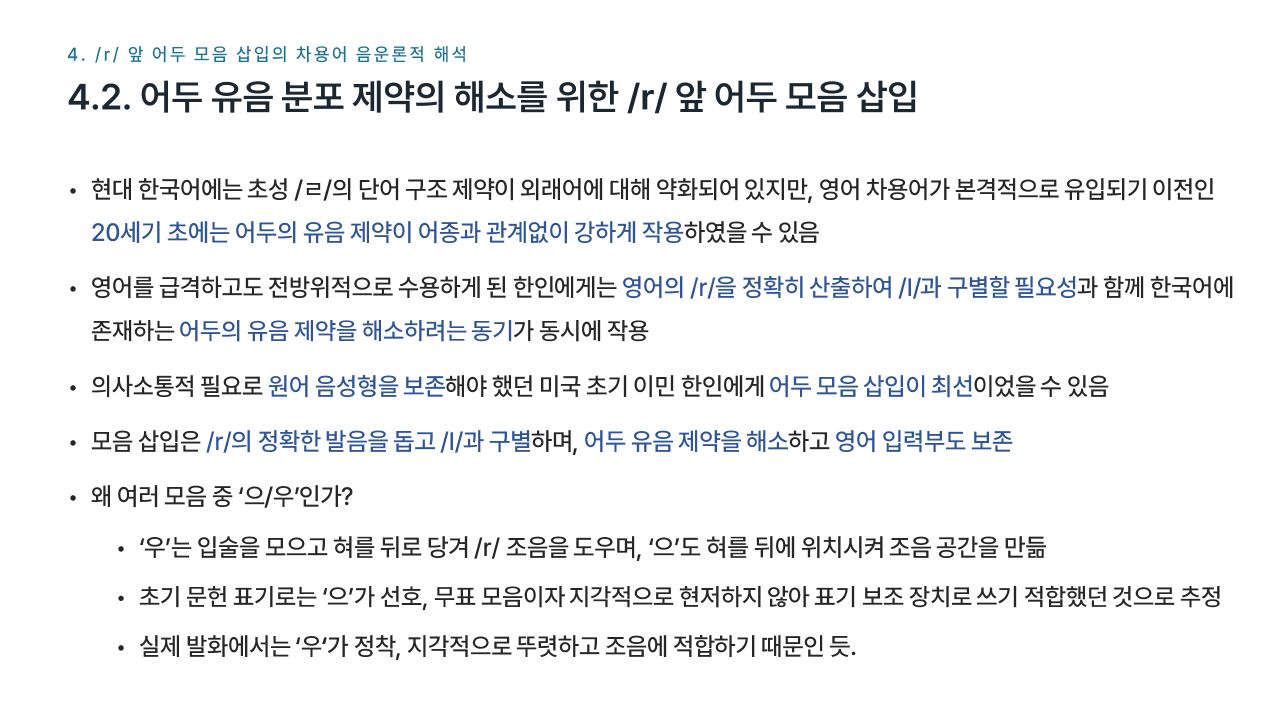 4. /r/ 앞 어두 모음 삽입의 차용어 음운론적 해석
4.2. 어두 유음 분포 제약의 해소를 위한 /r/ 앞 어두 모음 삽입
• 현대 한국어에는 초성 /ㄹ/의 단어 구조 제약이 외래어에 대해 약화되어 있지만, 영어 차용어가 본격적으로 유입되기 이전인
20세기 초에는 어두의 유음 제약이 어종과 관계없이 강하게 작용하였을 수 있음
• 영어를 급격하고도 전방위적으로 수용하게 된 한인에게는 영어의 /r/을 정확히 산출하여 /l/과 구별할 필요성과 함께 한국어에
존재하는 어두의 유음 제약을 해소하려는 동기가 동시에 작용
• 의사소통적 필요로 원어 음성형을 보존해야 했던 미국 초기 이민 한인에게 어두 모음 삽입이 최선이었을 수 있음
• 모음 삽입은 /r/의 정확한 발음을 돕고 /l/과 구별하며, 어두 유음 제약을 해소하고 영어 입력부도 보존
• 왜 여러 모음 중 ‘으/우’인가?
• ‘우’는 입술을 모으고 혀를 뒤로 당겨 /r/ 조음을 도우며, ‘으’도 혀를 뒤에 위치시켜 조음 공간을 만듦
• 초기 문헌 표기로는 ‘으’가 선호, 무표 모음이자 지각적으로 현저하지 않아 표기 보조 장치로 쓰기 적합했던 것으로 추정
• 실제 발화에서는 ‘우‘가 정착, 지각적으로 뚜렷하고 조음에 적합하기 때문인 듯.